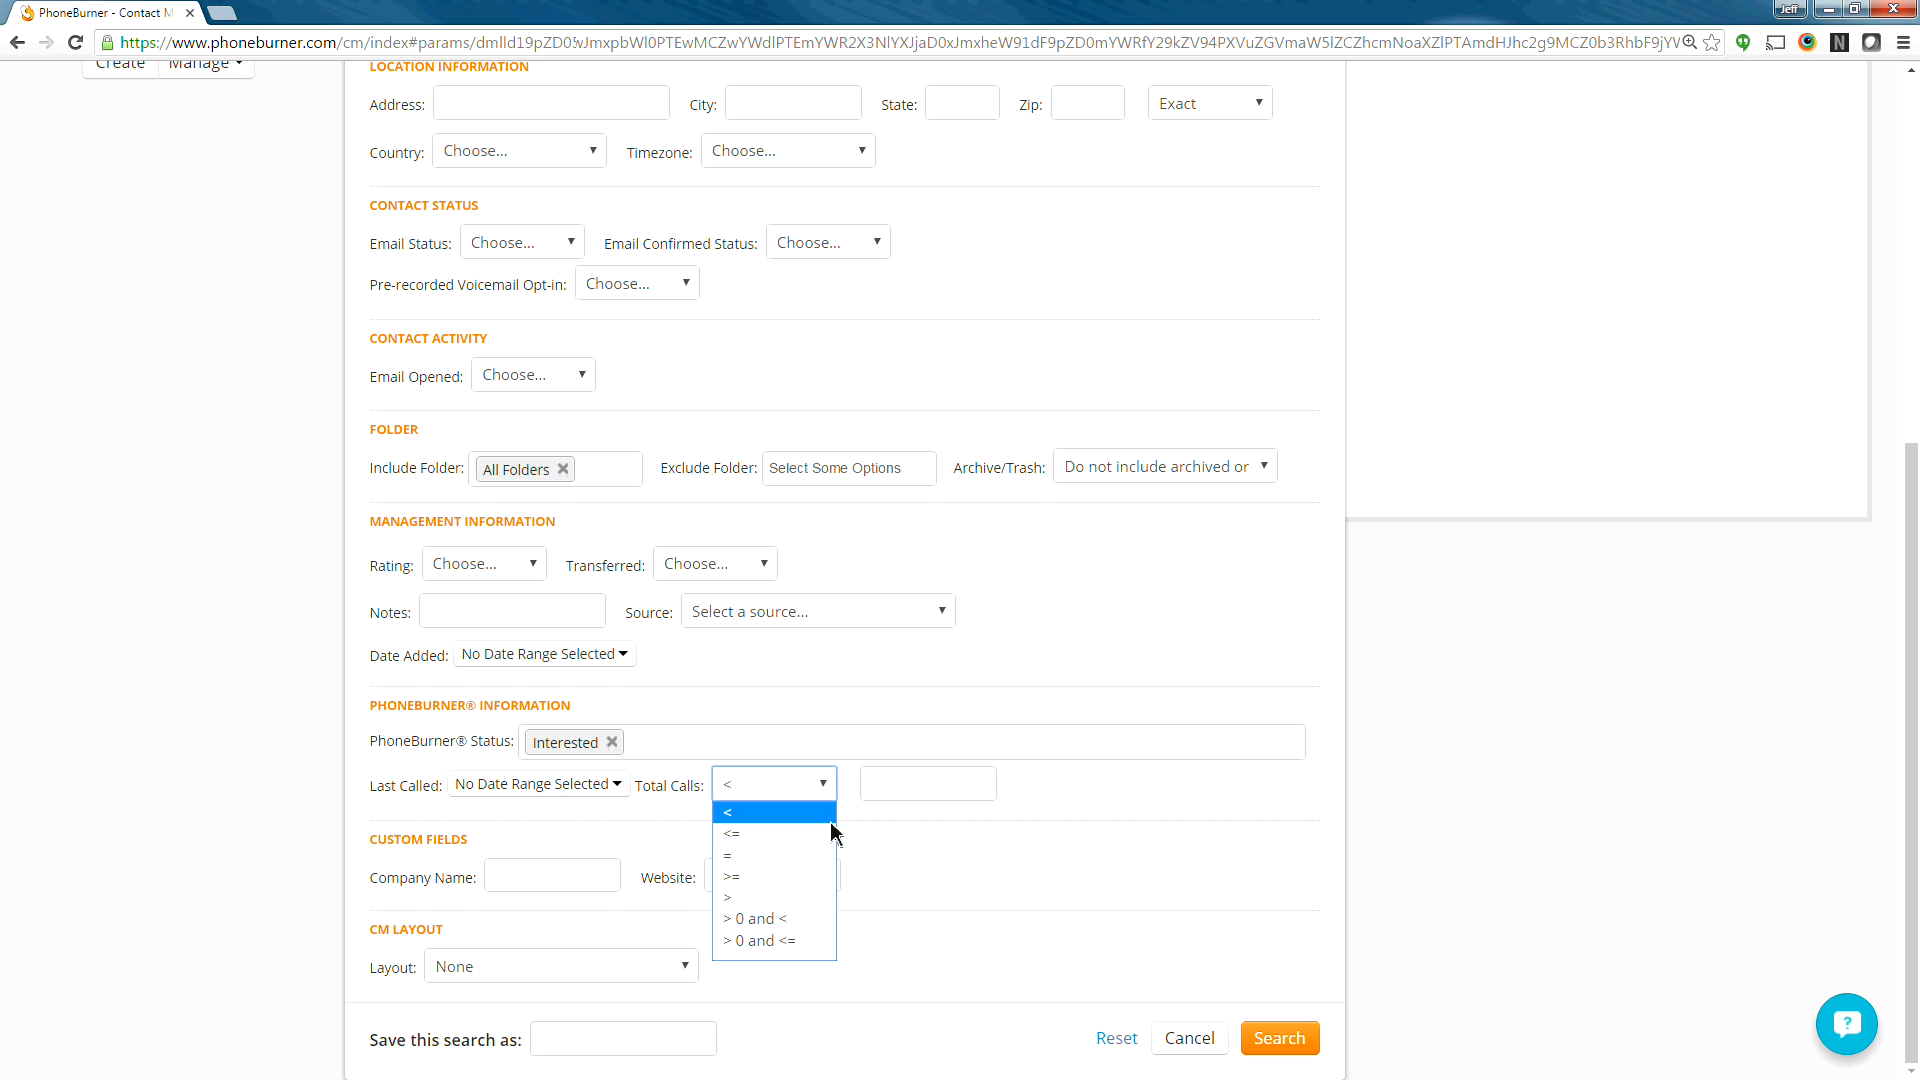 PhoneBurner - Contact M
Jeff
https://www.phoneburner.com/cm/index#params/
Create Manage
LOCATION INFORMATION
Address: City: State: Zip: Exact
Country: Choose... Timezone: Choose...
CONTACT STATUS
Email Status: Choose... Email Confirmed Status: Choose...
Pre-recorded Voicemail Opt-in: Choose...
CONTACT ACTIVITY
Email Opened: Choose...
FOLDER
Include Folder: All Folders Exclude Folder: Select Some Options Archive/Trash: Do not include archived or
MANAGEMENT INFORMATION
Rating: Choose... Transferred: Choose...
Notes: Source: Select a source...
Date Added: No Date Range Selected
PHONEBURNER® INFORMATION
PhoneBurner® Status: Interested
Last Called: No Date Range Selected Total Calls: <
<
<=
=
>=
>
> 0 and <
> 0 and <=
CUSTOM FIELDS
Company Name: Website:
CM LAYOUT
Layout: None
Save this search as: Reset Cancel Search